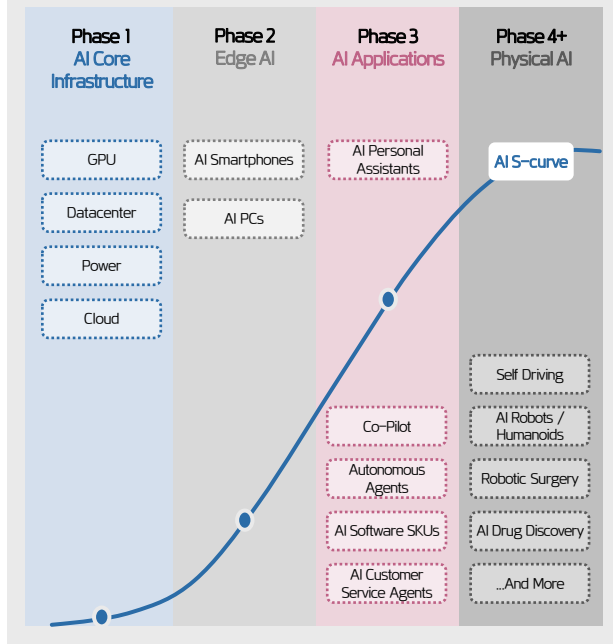 Phase 1
AI Core
Infrastructure
GPU
Datacenter
Power
Cloud
Phase 2
Edge AI
AI Smartphones
AI PCs
Phase 3
AI Applications
AI Personal
Assistants
Co-Pilot
Autonomous
Agents
AI Software SKUs
AI Customer
Service Agents
Phase 4+
Physical AI
AI S-curve
Self Driving
AI Robots /
Humanoids
Robotic Surgery
AI Drug Discovery
...And More